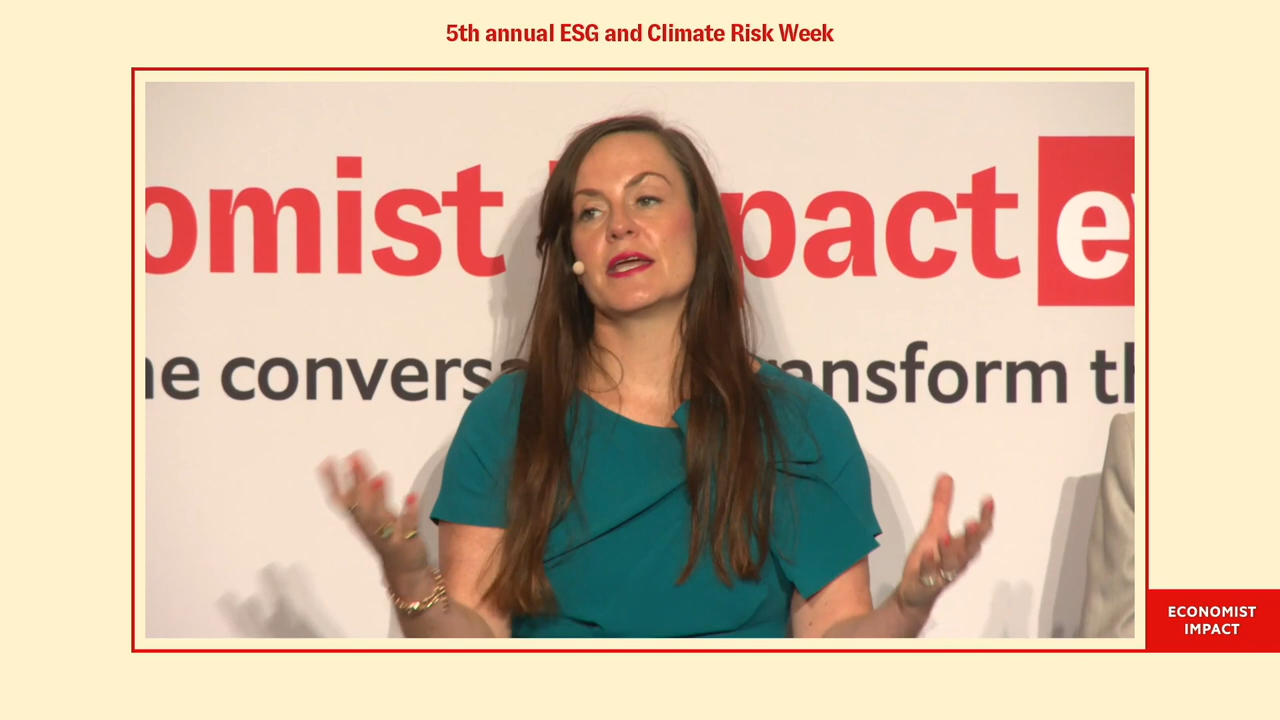 5th annual ESG and Climate Risk Week
omist pact e
convers ansform
ECONOMIST
IMPACT